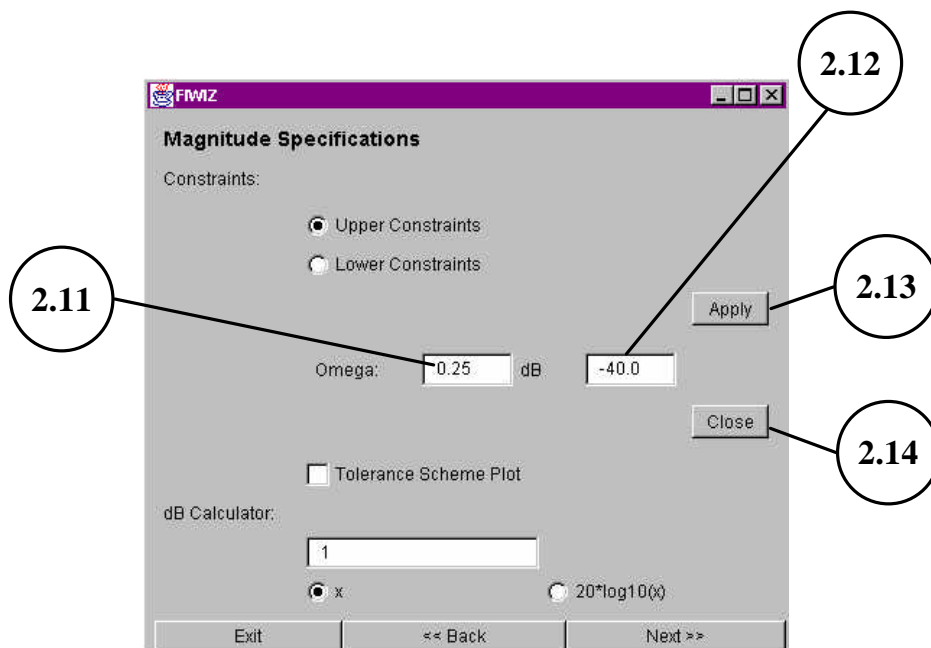 2.12
FIWIZ
Magnitude Specifications
Constraints:
Upper Constraints
Lower Constraints
2.11
2.13
Apply
Omega: 0.25 dB -40.0
Close
2.14
Tolerance Scheme Plot
dB Calculator:
1
x 20*log10(x)
Exit << Back Next >>